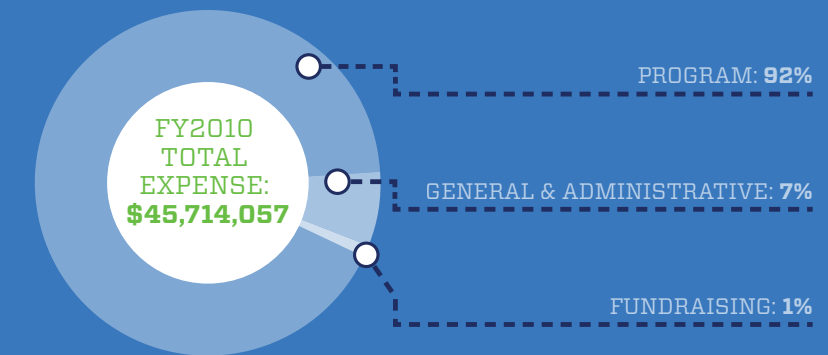 FY2010
TOTAL
EXPENSE:
$45,714,057
PROGRAM: 92%
GENERAL & ADMINISTRATIVE: 7%
FUNDRAISING: 1%